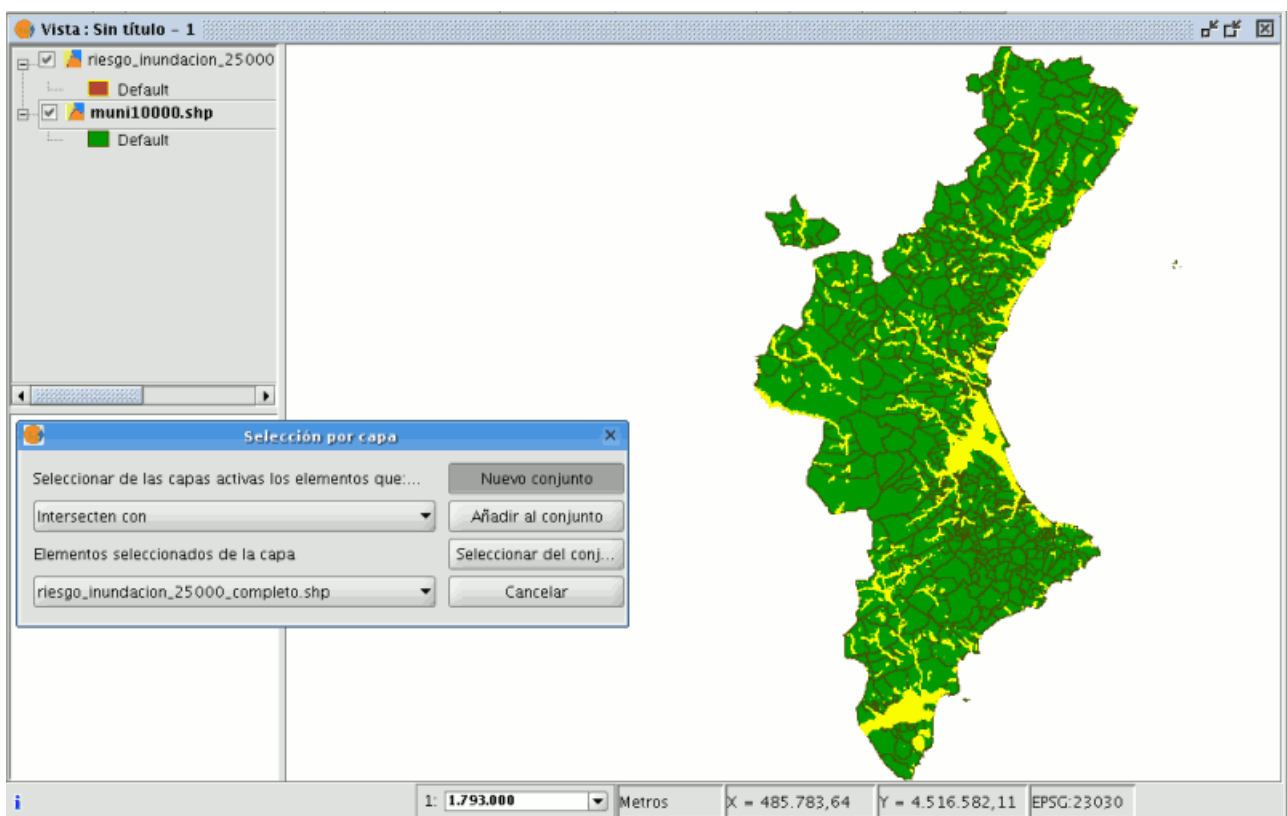 Vista : Sin título – 1
riesgo_inundacion_25000
Default
muni10000.shp
Default
Selección por capa
Seleccionar de las capas activas los elementos que:...
Nuevo conjunto
Intersecten con
Añadir al conjunto
Elementos seleccionados de la capa
Seleccionar del conj...
riesgo_inundacion_25000_completo.shp
Cancelar
1: 1.793.000 Metros X = 485.783,64 Y = 4.516.582,11 EPSG:23030